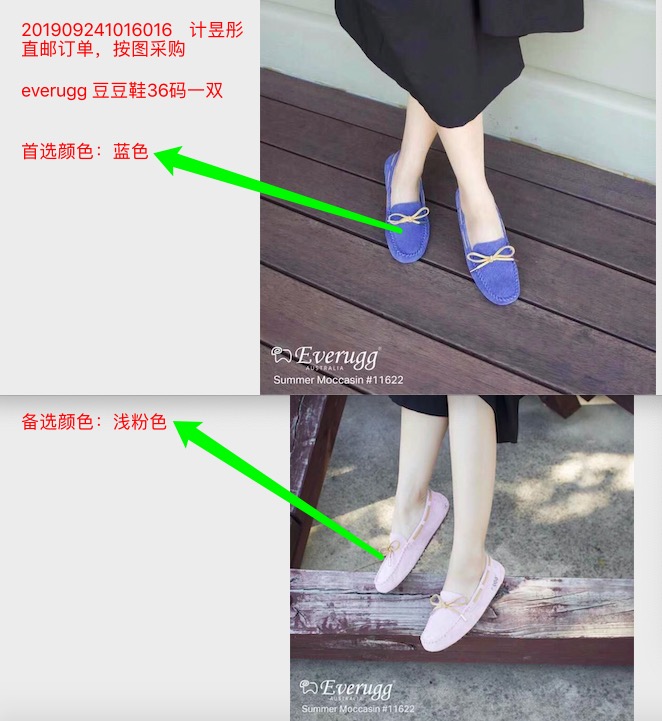 201909241016016 计昱彤
直邮订单，按图采购
everugg 豆豆鞋36码一双
首选颜色：蓝色
Everugg®
AUSTRALIA
Summer Moccasin #11622
备选颜色：浅粉色
Everugg®
AUSTRALIA
Summer Moccasin #11622